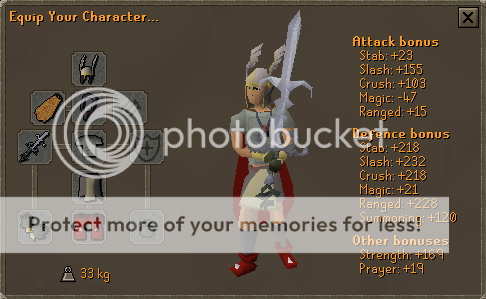 Equip Your Character...
Attack bonus
Stab: +23
Slash: +155
Crush: +103
Magic: -47
Ranged: +15
photobucket
Defence bonus
Stab: +218
Slash: +232
Crush: +218
Magic: +21
Ranged: +228
Summoning: +120
Protect more of your memories for less!
Other bonuses
Strength: +169
Prayer: +19
33 kg